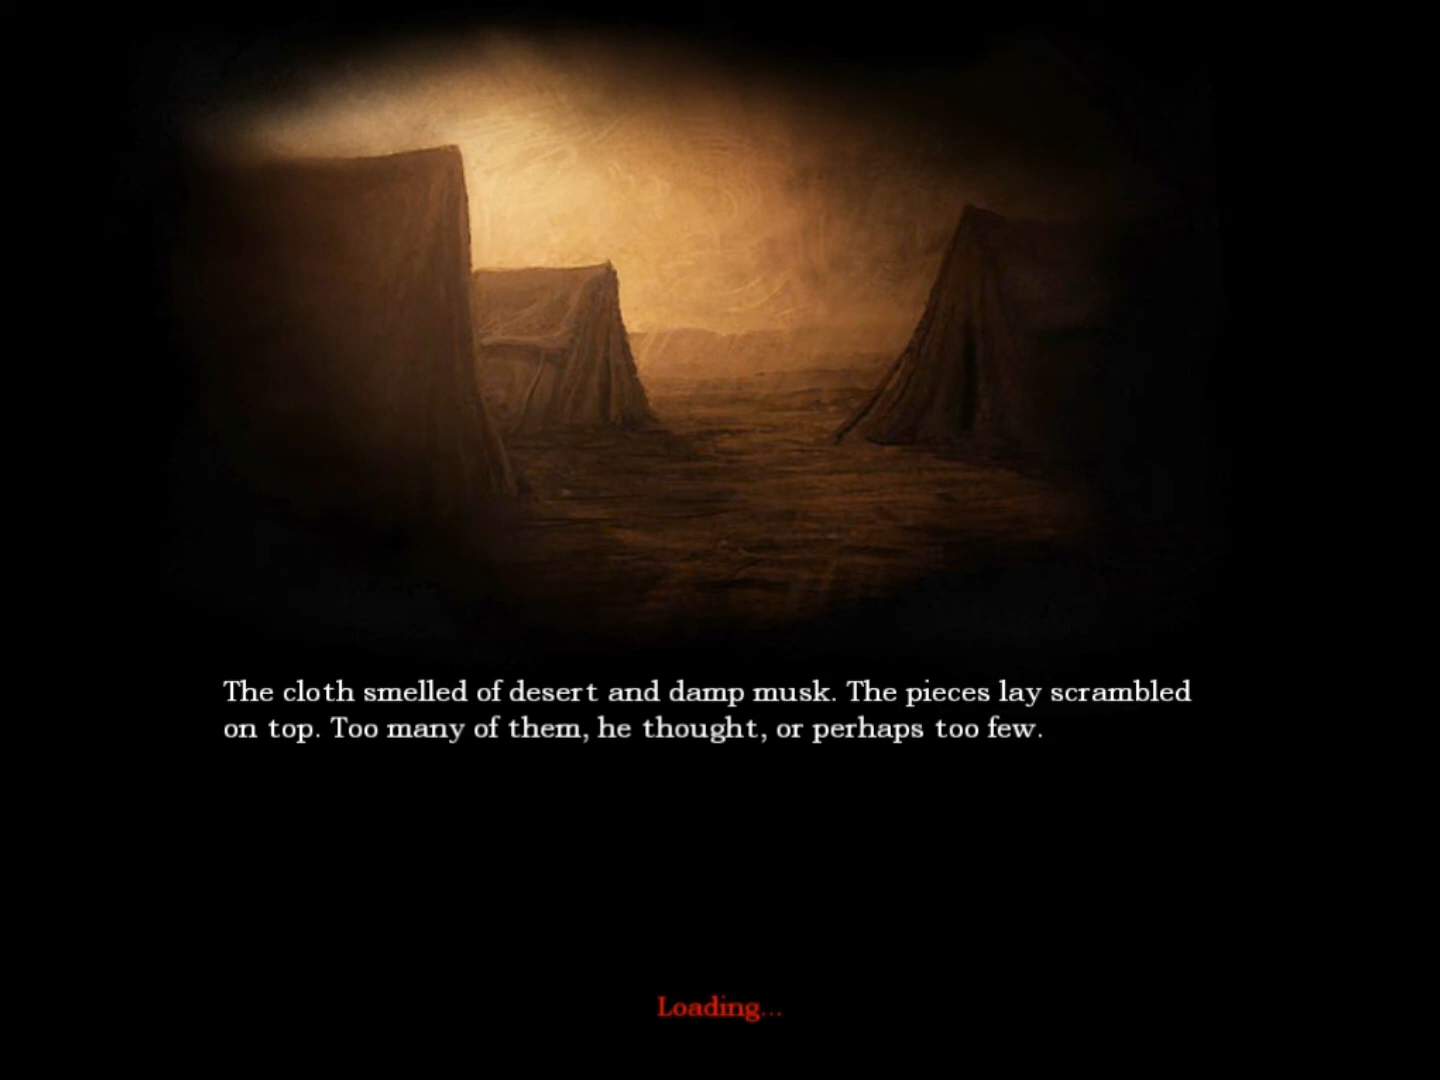 The cloth smelled of desert and damp musk. The pieces lay scrambled
on top. Too many of them, he thought, or perhaps too few.
Loading...